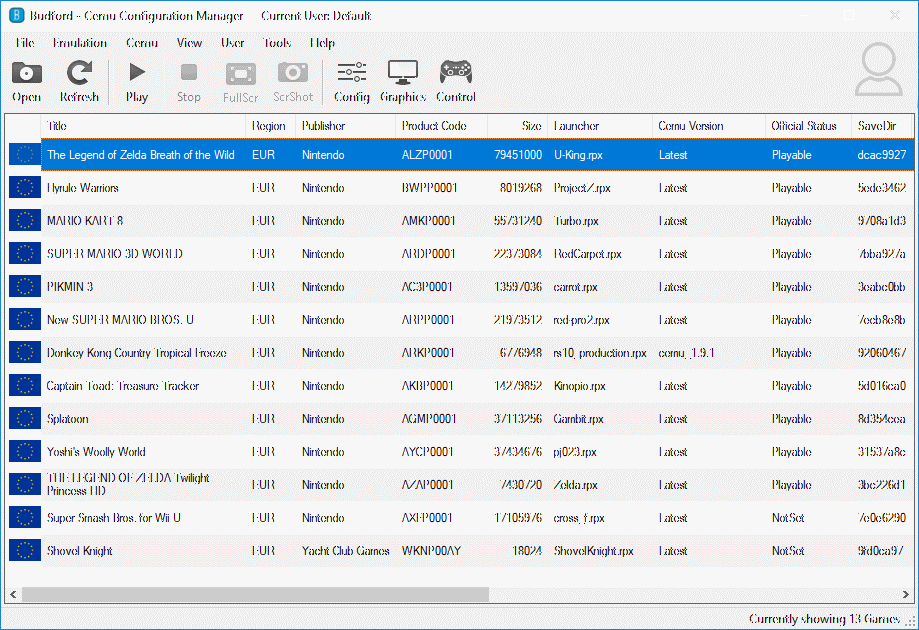 Budford - Cemu Configuration Manager Current User: Default
File Emulation Cemu View User Tools Help
Open Refresh Play Stop FullScr ScrShot Config Graphics Control
Title Region Publisher Product Code Size Launcher Cemu Version Official Status SaveDir
The Legend of Zelda Breath of the Wild EUR Nintendo ALZP0001 79451000 U-King.rpx Latest Playable dcac9927
Hyrule Warriors EUR Nintendo BWPP0001 8019268 ProjectZ.rpx Latest Playable 5ede3462
MARIO KART 8 EUR Nintendo AMKP0001 55731240 Turbo.rpx Latest Playable 9708a1d3
SUPER MARIO 3D WORLD EUR Nintendo ARDP0001 22373084 RedCarpet.rpx Latest Playable 7bba927a
PIKMIN 3 EUR Nintendo AC3P0001 13597036 carrot.rpx Latest Playable 3eabc0bb
New SUPER MARIO BROS. U EUR Nintendo ARPP0001 21973512 red-pro2.rpx Latest Playable 7ecb8e8b
Donkey Kong Country Tropical Freeze EUR Nintendo ARKP0001 6776948 rs10_production.rpx cemu_1.9.1 Playable 92060467
Captain Toad: Treasure Tracker EUR Nintendo AKBP0001 14279852 Kinopio.rpx Latest Playable 5d016ca0
Splatoon EUR Nintendo AGMP0001 37113256 Gambit.rpx Latest Playable 8d354eea
Yoshi's Woolly World EUR Nintendo AYCP0001 37434676 pj023.rpx Latest Playable 31537a8c
THE LEGEND OF ZELDA Twilight
Princess HD EUR Nintendo AZAP0001 7430720 Zelda.rpx Latest Playable 3bc226d1
Super Smash Bros. for Wii U EUR Nintendo AXFP0001 17105976 cross_f.rpx Latest NotSet 7e0e6290
Shovel Knight EUR Yacht Club Games WKNP00AY 18024 ShovelKnight.rpx Latest NotSet 9fd0ca97
Currently showing 13 Games